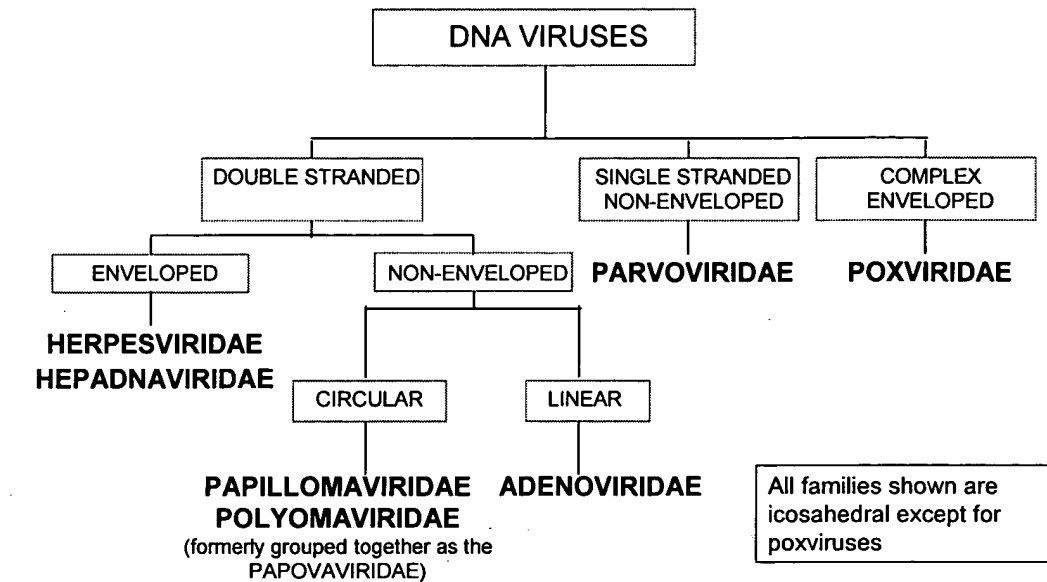 DNA VIRUSES
DOUBLE STRANDED
SINGLE STRANDED
NON-ENVELOPED
COMPLEX
ENVELOPED
ENVELOPED
NON-ENVELOPED
PARVOVIRIDAE
POXVIRIDAE
HERPESVIRIDAE
HEPADNAVIRIDAE
CIRCULAR
LINEAR
PAPILLOMAVIRIDAE
POLYOMAVIRIDAE
(formerly grouped together as the
PAPOVAVIRIDAE)
ADENOVIRIDAE
All families shown are
icosahedral except for
poxviruses